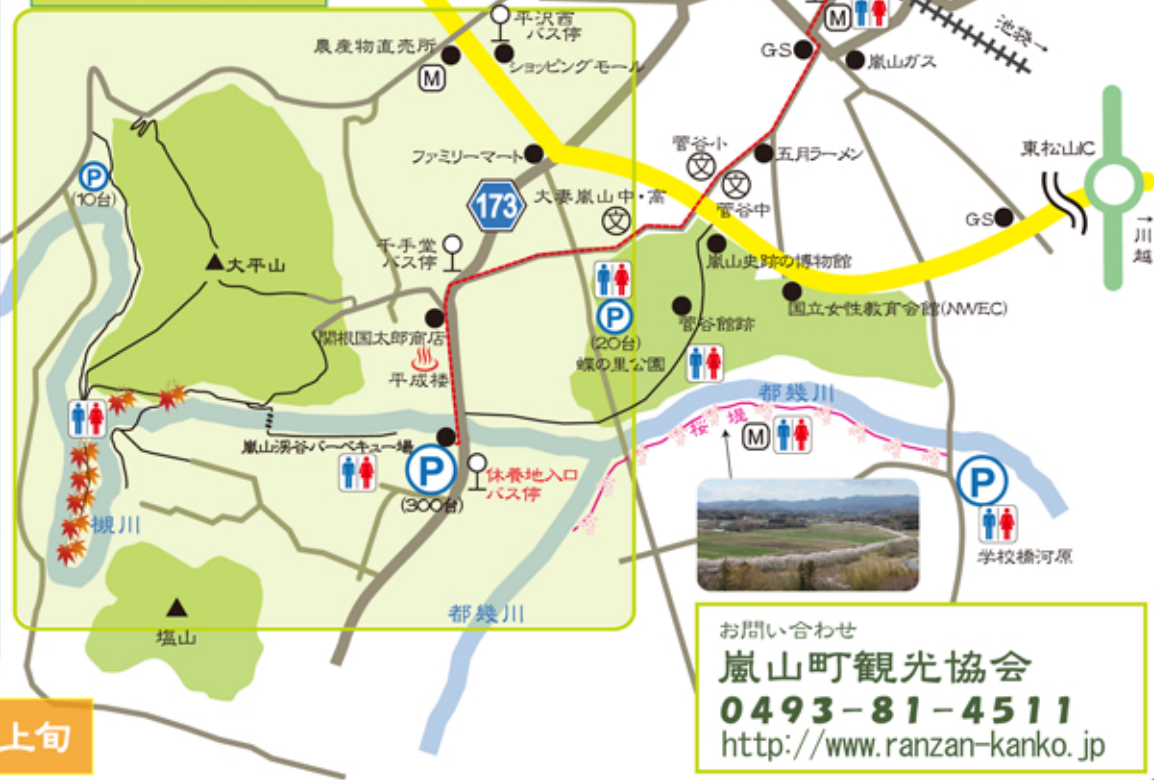 平沢西
バス停
M
農産物直売所
M
ショッピングモール
GS
嵐山ガス
池袋→
ファミリーマート
菅谷小
文
五月ラーメン
東松山IC
P
(10台)
173
大妻嵐山中・高
文
文
菅谷中
GS
→川越
千手堂
バス停
大平山
嵐山史跡の博物館
国立女性教育会館(NWEC)
P
(20台)
蝶の里公園
菅谷館跡
関根国太郎商店
平成楼
都幾川
桜堤
M
嵐山渓谷バーベキュー場
P
(300台)
休養地入口
バス停
P
学校橋河原
槻川
都幾川
塩山
お問い合わせ
嵐山町観光協会
0493-81-4511
http://www.ranzan-kanko.jp
上旬